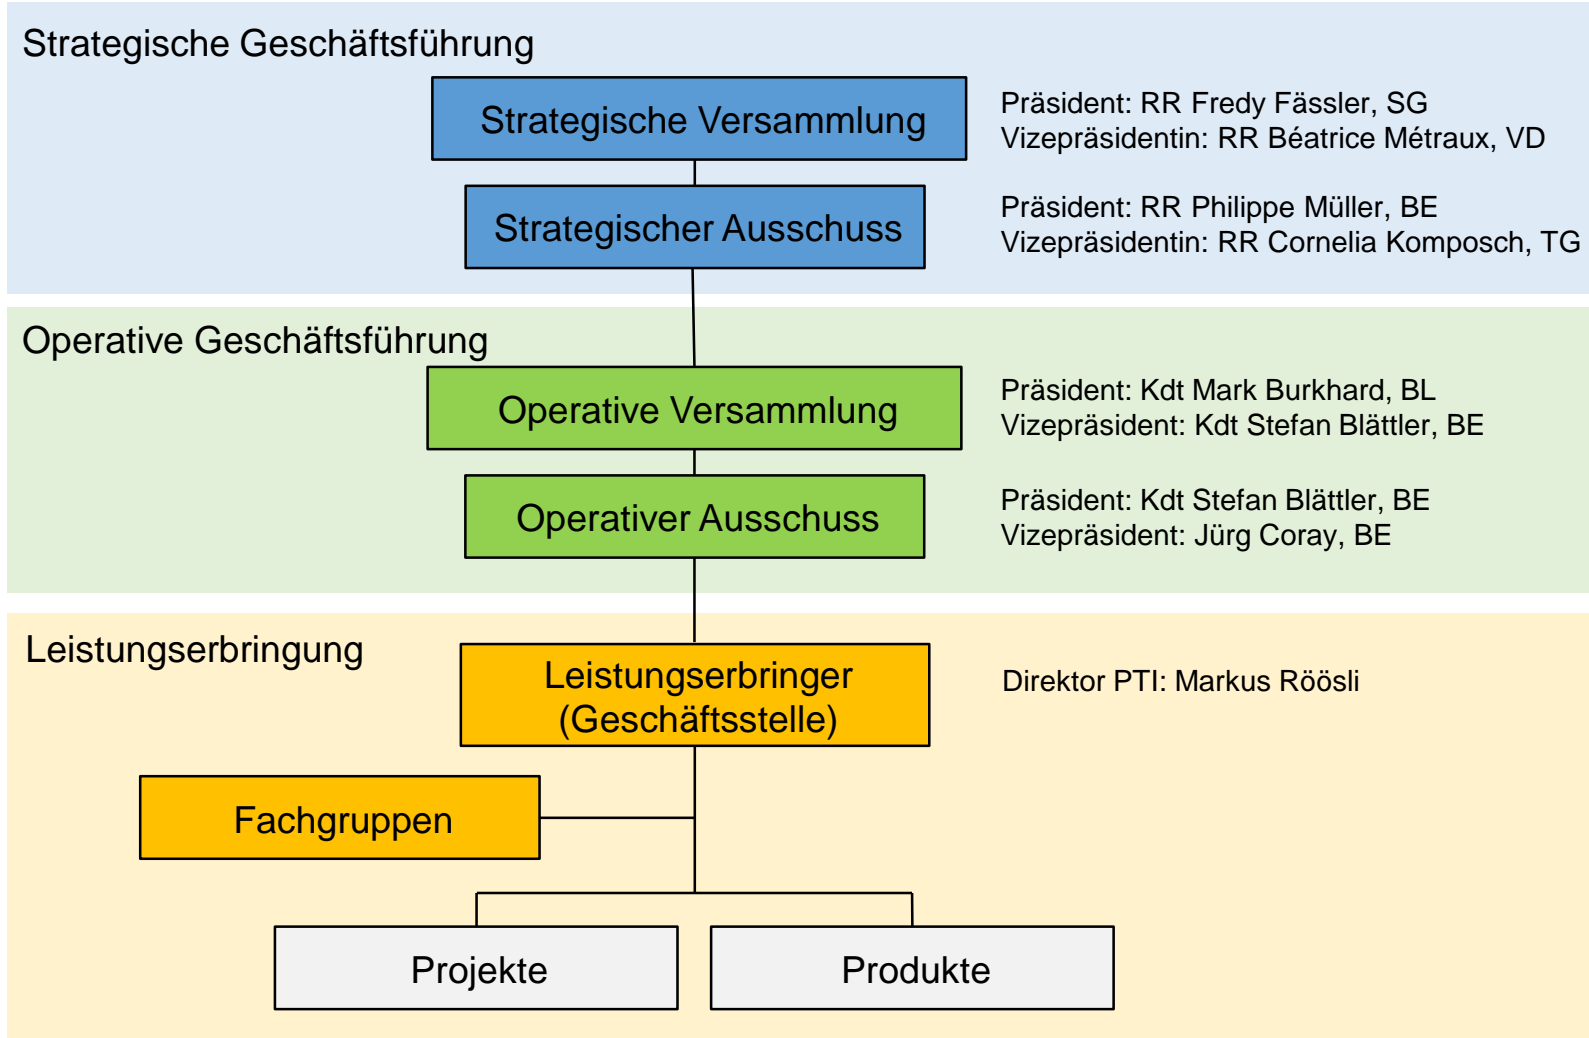 Strategische Geschäftsführung
Strategische Versammlung
Präsident: RR Fredy Fässler, SG
Vizepräsidentin: RR Béatrice Métraux, VD
Strategischer Ausschuss
Präsident: RR Philippe Müller, BE
Vizepräsidentin: RR Cornelia Komposch, TG
Operative Geschäftsführung
Operative Versammlung
Präsident: Kdt Mark Burkhard, BL
Vizepräsident: Kdt Stefan Blättler, BE
Operativer Ausschuss
Präsident: Kdt Stefan Blättler, BE
Vizepräsident: Jürg Coray, BE
Leistungserbringung
Leistungserbringer
(Geschäftsstelle)
Direktor PTI: Markus Röösli
Fachgruppen
Projekte
Produkte